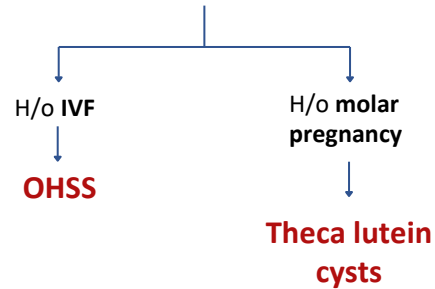 H/o IVF
OHSS
H/o molar
pregnancy
Theca lutein
cysts